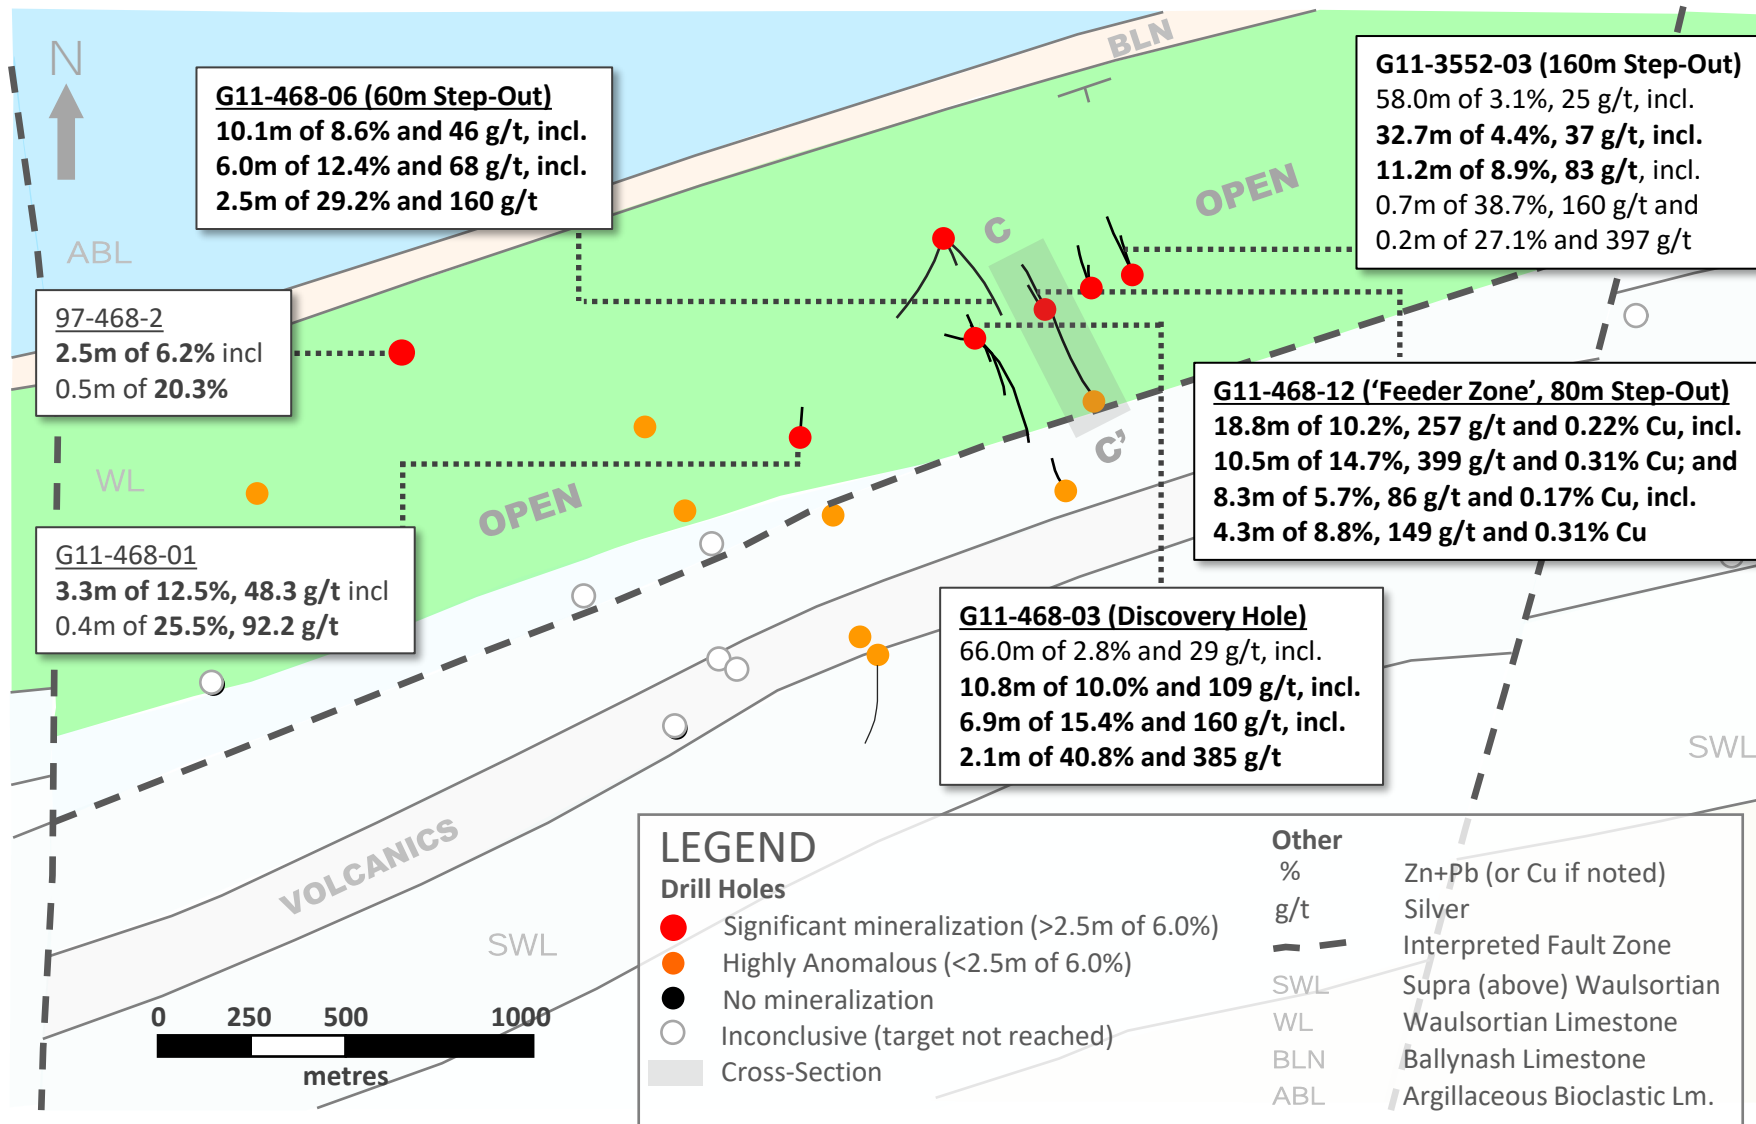 N
BLN
G11-468-06 (60m Step-Out)
10.1m of 8.6% and 46 g/t, incl.
6.0m of 12.4% and 68 g/t, incl.
2.5m of 29.2% and 160 g/t
G11-3552-03 (160m Step-Out)
58.0m of 3.1%, 25 g/t, incl.
32.7m of 4.4%, 37 g/t, incl.
11.2m of 8.9%, 83 g/t, incl.
0.7m of 38.7%, 160 g/t and
0.2m of 27.1% and 397 g/t
OPEN
C
ABL
97-468-2
2.5m of 6.2% incl
0.5m of 20.3%
G11-468-12 (‘Feeder Zone’, 80m Step-Out)
18.8m of 10.2%, 257 g/t and 0.22% Cu, incl.
10.5m of 14.7%, 399 g/t and 0.31% Cu; and
8.3m of 5.7%, 86 g/t and 0.17% Cu, incl.
4.3m of 8.8%, 149 g/t and 0.31% Cu
C'
WL
OPEN
G11-468-01
3.3m of 12.5%, 48.3 g/t incl
0.4m of 25.5%, 92.2 g/t
G11-468-03 (Discovery Hole)
66.0m of 2.8% and 29 g/t, incl.
10.8m of 10.0% and 109 g/t, incl.
6.9m of 15.4% and 160 g/t, incl.
2.1m of 40.8% and 385 g/t
SWL
VOLCANICS
SWL
0 250 500 1000
metres
LEGEND
Drill Holes
Significant mineralization (>2.5m of 6.0%)
Highly Anomalous (<2.5m of 6.0%)
No mineralization
Inconclusive (target not reached)
Cross-Section
Other
% Zn+Pb (or Cu if noted)
g/t Silver
Interpreted Fault Zone
SWL Supra (above) Waulsortian
WL Waulsortian Limestone
BLN Ballynash Limestone
ABL Argillaceous Bioclastic Lm.